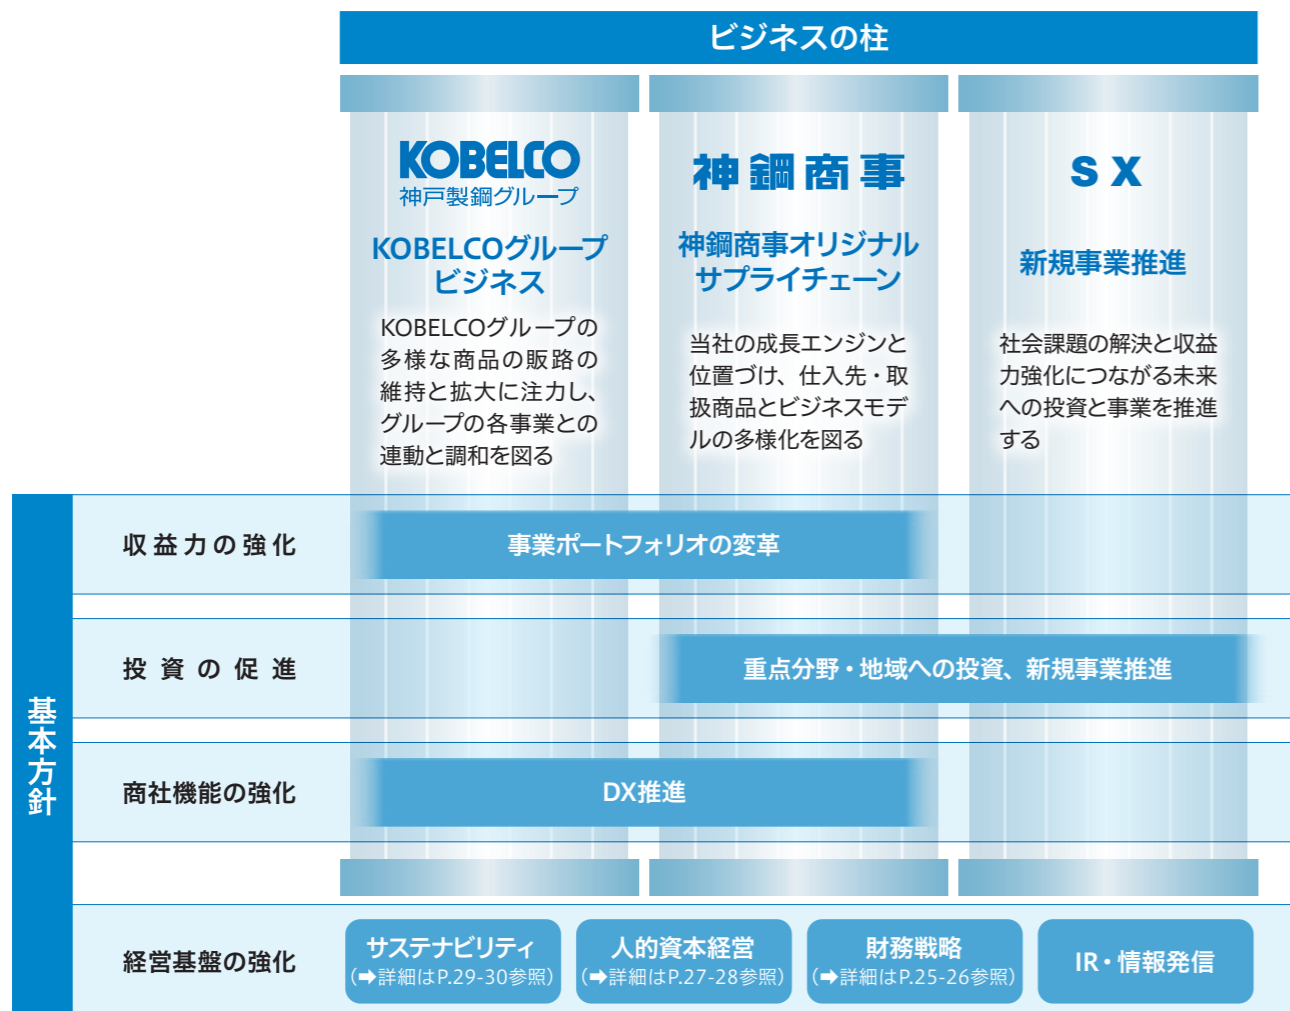 ビジネスの柱
KOBELCO
神戸製鋼グループ
KOBELCOグループ
ビジネス
KOBELCOグループの
多様な商品の販路の
維持と拡大に注力し、
グループの各事業との
連動と調和を図る
神鋼商事
神鋼商事オリジナル
サプライチェーン
当社の成長エンジンと
位置づけ、仕入先・取
扱商品とビジネスモデ
ルの多様化を図る
SX
新規事業推進
社会課題の解決と収益
力強化につながる未来
への投資と事業を推進
する
基本方針
収益力の強化
事業ポートフォリオの変革
投資の促進
重点分野・地域への投資、新規事業推進
商社機能の強化
DX推進
経営基盤の強化
サステナビリティ
(➡詳細はP.29-30参照)
人的資本経営
(➡詳細はP.27-28参照)
財務戦略
(➡詳細はP.25-26参照)
IR・情報発信